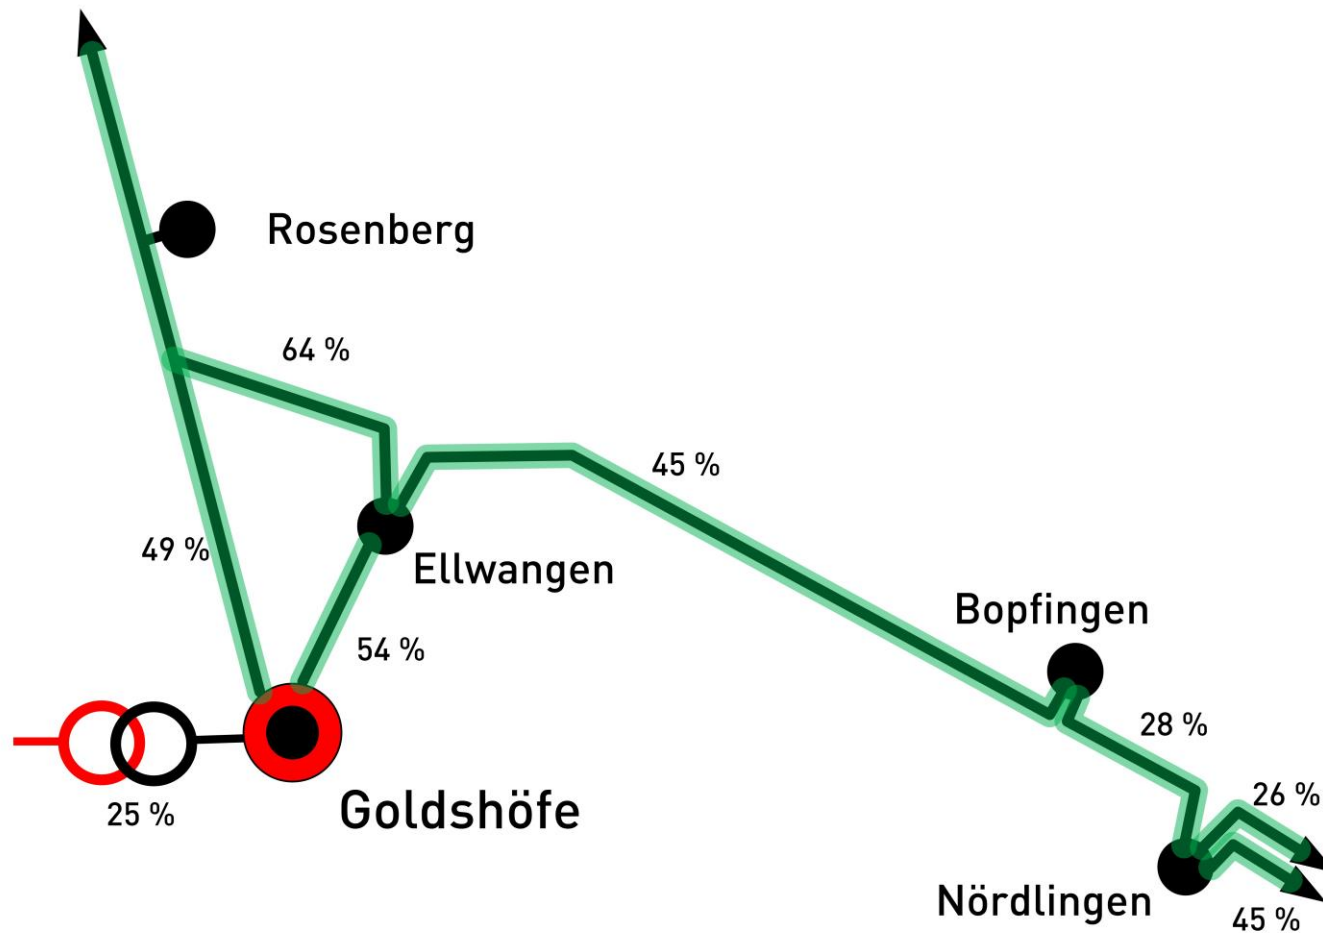 Rosenberg
64 %
45 %
49 %
Ellwangen
Bopfingen
54 %
28 %
26 %
25 %
Goldshöfe
Nördlingen
45 %